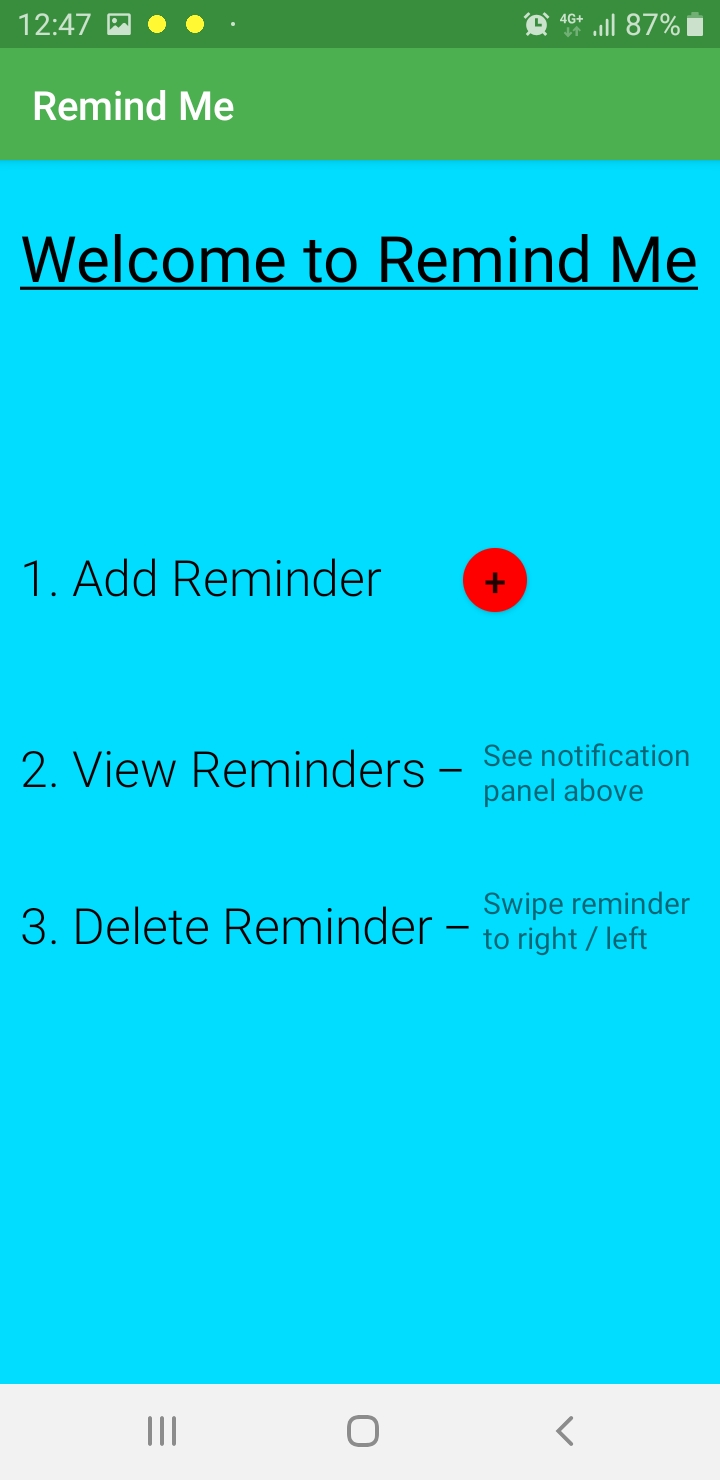 12:47 4G+ 87%
Remind Me
Welcome to Remind Me
1. Add Reminder +
2. View Reminders – See notification
panel above
3. Delete Reminder – Swipe reminder
to right / left